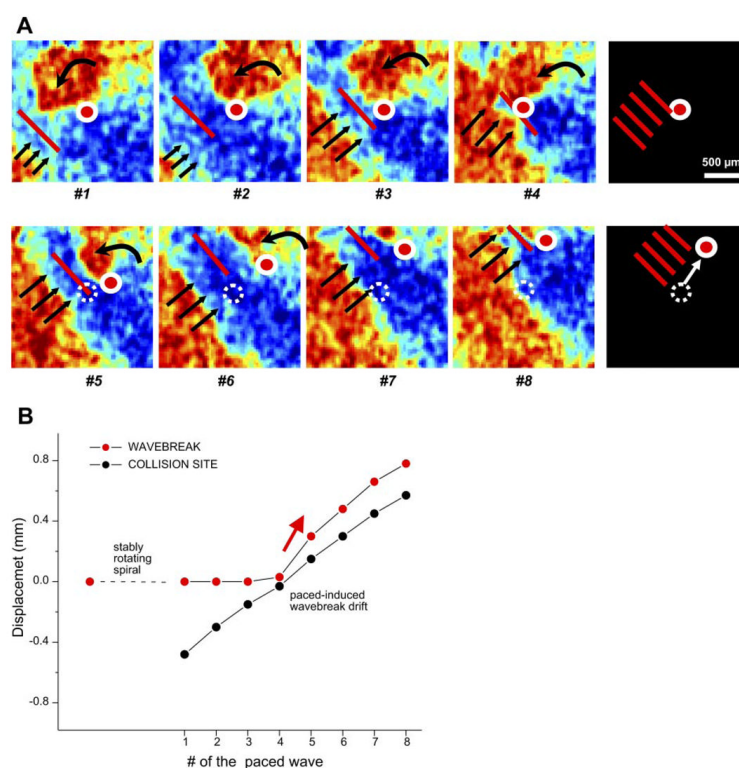 A
#1
#2
#3
#4
500 µm
#5
#6
#7
#8
B
WAVEBREAK
COLLISION SITE
0.8
0.4
0.0
-0.4
-0.8
Displacemet (mm)
stably
rotating
spiral
paced-induced
wavebreak drift
1 2 3 4 5 6 7 8
# of the paced wave